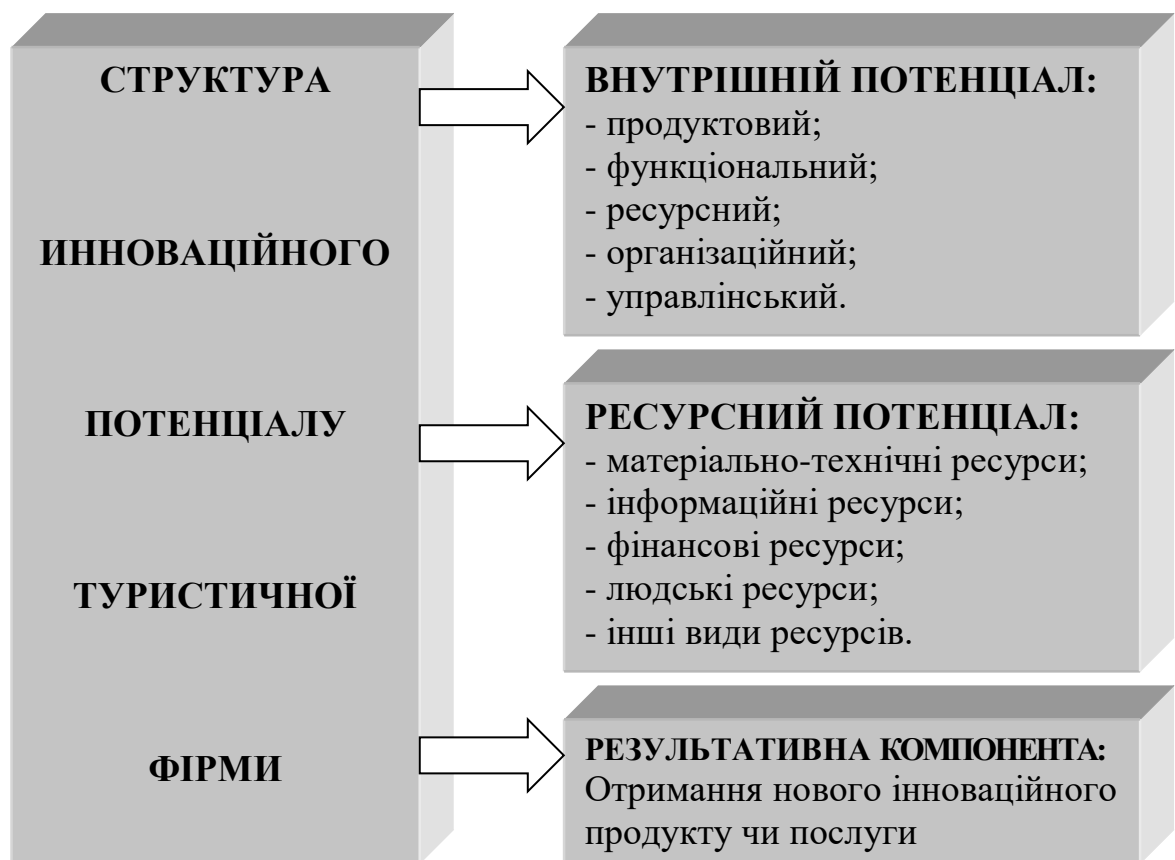 СТРУКТУРА
ИННОВАЦІЙНОГО
ПОТЕНЦІАЛУ
ТУРИСТИЧНОЇ
ФІРМИ
ВНУТРІШНІЙ ПОТЕНЦІАЛ:
- продуктовий;
- функціональний;
- ресурсний;
- організаційний;
- управлінський.
РЕСУРСНИЙ ПОТЕНЦІАЛ:
- матеріально-технічні ресурси;
- інформаційні ресурси;
- фінансові ресурси;
- людські ресурси;
- інші види ресурсів.
РЕЗУЛЬТАТИВНА КОМПОНЕНТА:
Отримання нового інноваційного
продукту чи послуги